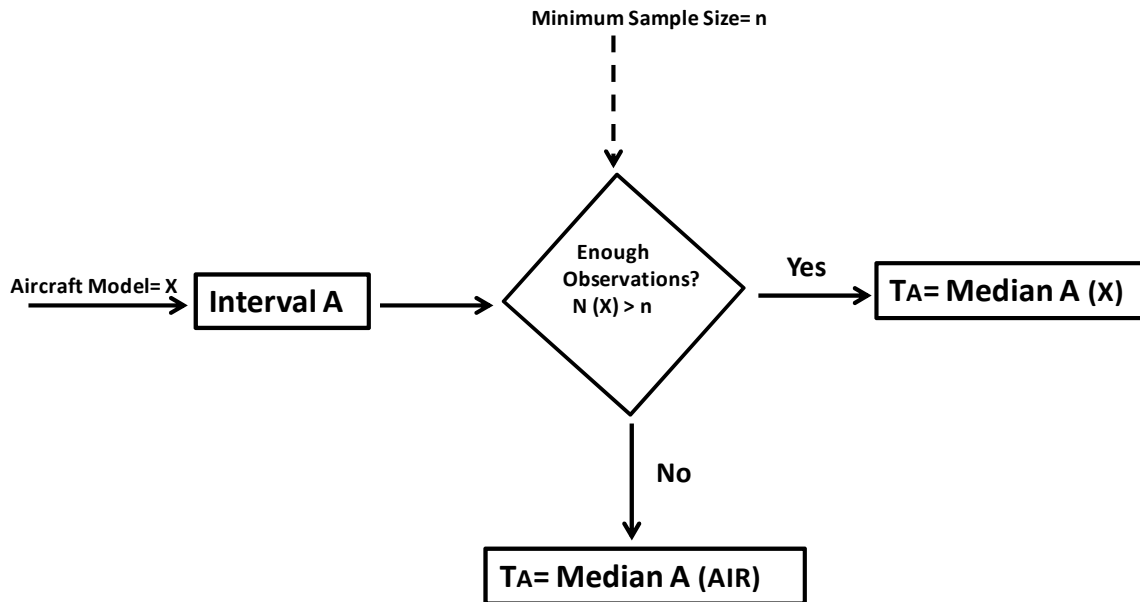 Minimum Sample Size= n
Aircraft Model= X
Interval A
Enough
Observations?
N (X) > n
Yes
TA= Median A (X)
No
TA= Median A (AIR)